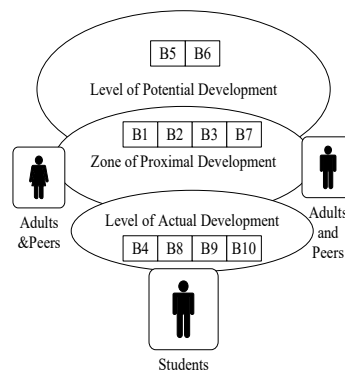 B5 B6
Level of Potential Development
B1 B2 B3 B7
Zone of Proximal Development
Adults
&Peers
Adults
and
Peers
Level of Actual Development
B4 B8 B9 B10
Students